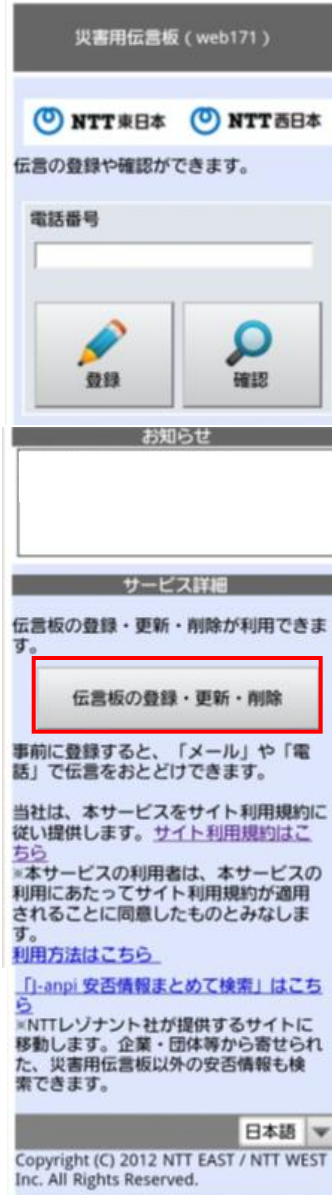 災害用伝言板(web171)
NTT東日本 NTT西日本
伝言の登録や確認ができます。
電話番号
登録 確認
お知らせ
サービス詳細
伝言板の登録・更新・削除が利用できま
す。
伝言板の登録・更新・削除
事前に登録すると、「メール」や「電
話」で伝言をおとどけできます。
当社は、本サービスをサイト利用規約に
従い提供します。サイト利用規約はこ
ちら
※本サービスの利用者は、本サービスの
利用にあたってサイト利用規約が適用
されることに同意したものとみなしま
す。
利用方法はこちら
「J-anpi 安否情報まとめて検索」はこち
ら
※NTTレゾナント社が提供するサイトに
移動します。企業・団体等から寄せられ
た、災害用伝言板以外の安否情報も検
索できます。
日本語
Copyright (C) 2012 NTT EAST / NTT WEST
Inc. All Rights Reserved.